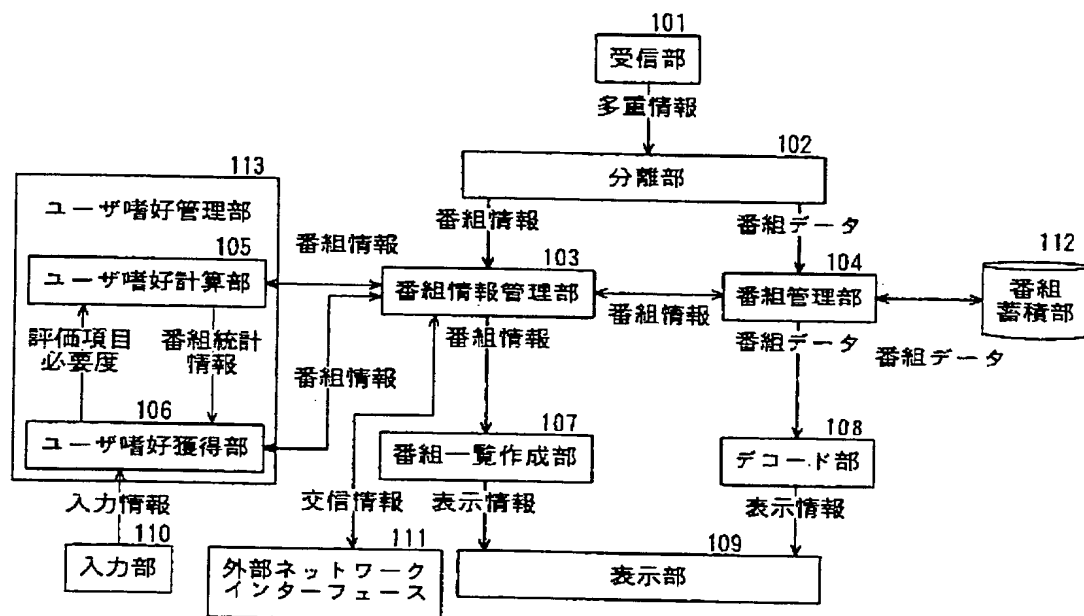 101
受信部
多重情報
102
分離部
113
ユーザ嗜好管理部
番組情報
番組データ
番組情報
105
ユーザ嗜好計算部
103
番組情報管理部
104
番組管理部
112
番組
蓄積部
番組情報
番組データ
評価項目
必要度
番組統計
情報
番組情報
番組情報
番組データ
106
ユーザ嗜好獲得部
107
番組一覧作成部
108
デコード部
入力情報
交信情報
表示情報
表示情報
110
入力部
111
外部ネットワーク
インターフェース
109
表示部